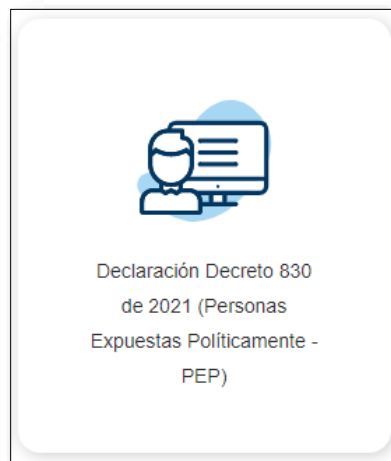 Declaración Decreto 830
de 2021 (Personas
Expuestas Políticamente -
PEP)